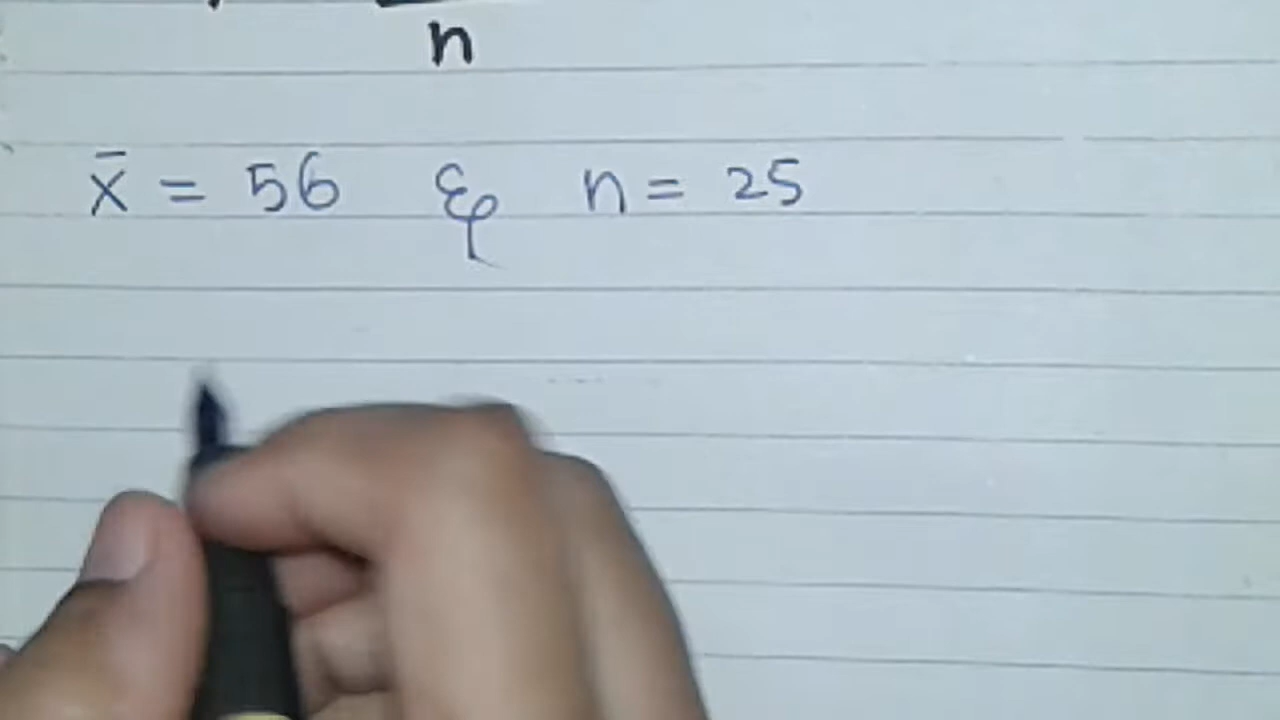 n
x̄ = 56 & n = 25